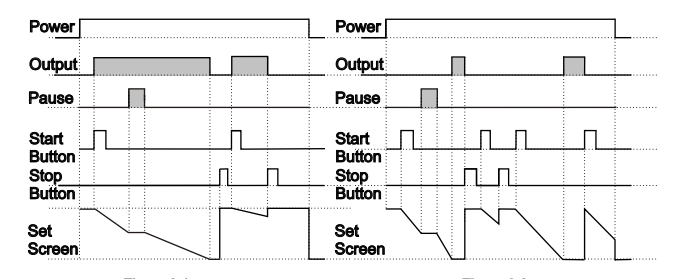 Power
Output
Pause
Start
Button
Stop
Button
Set
Screen
Power
Output
Pause
Start
Button
Stop
Button
Set
Screen